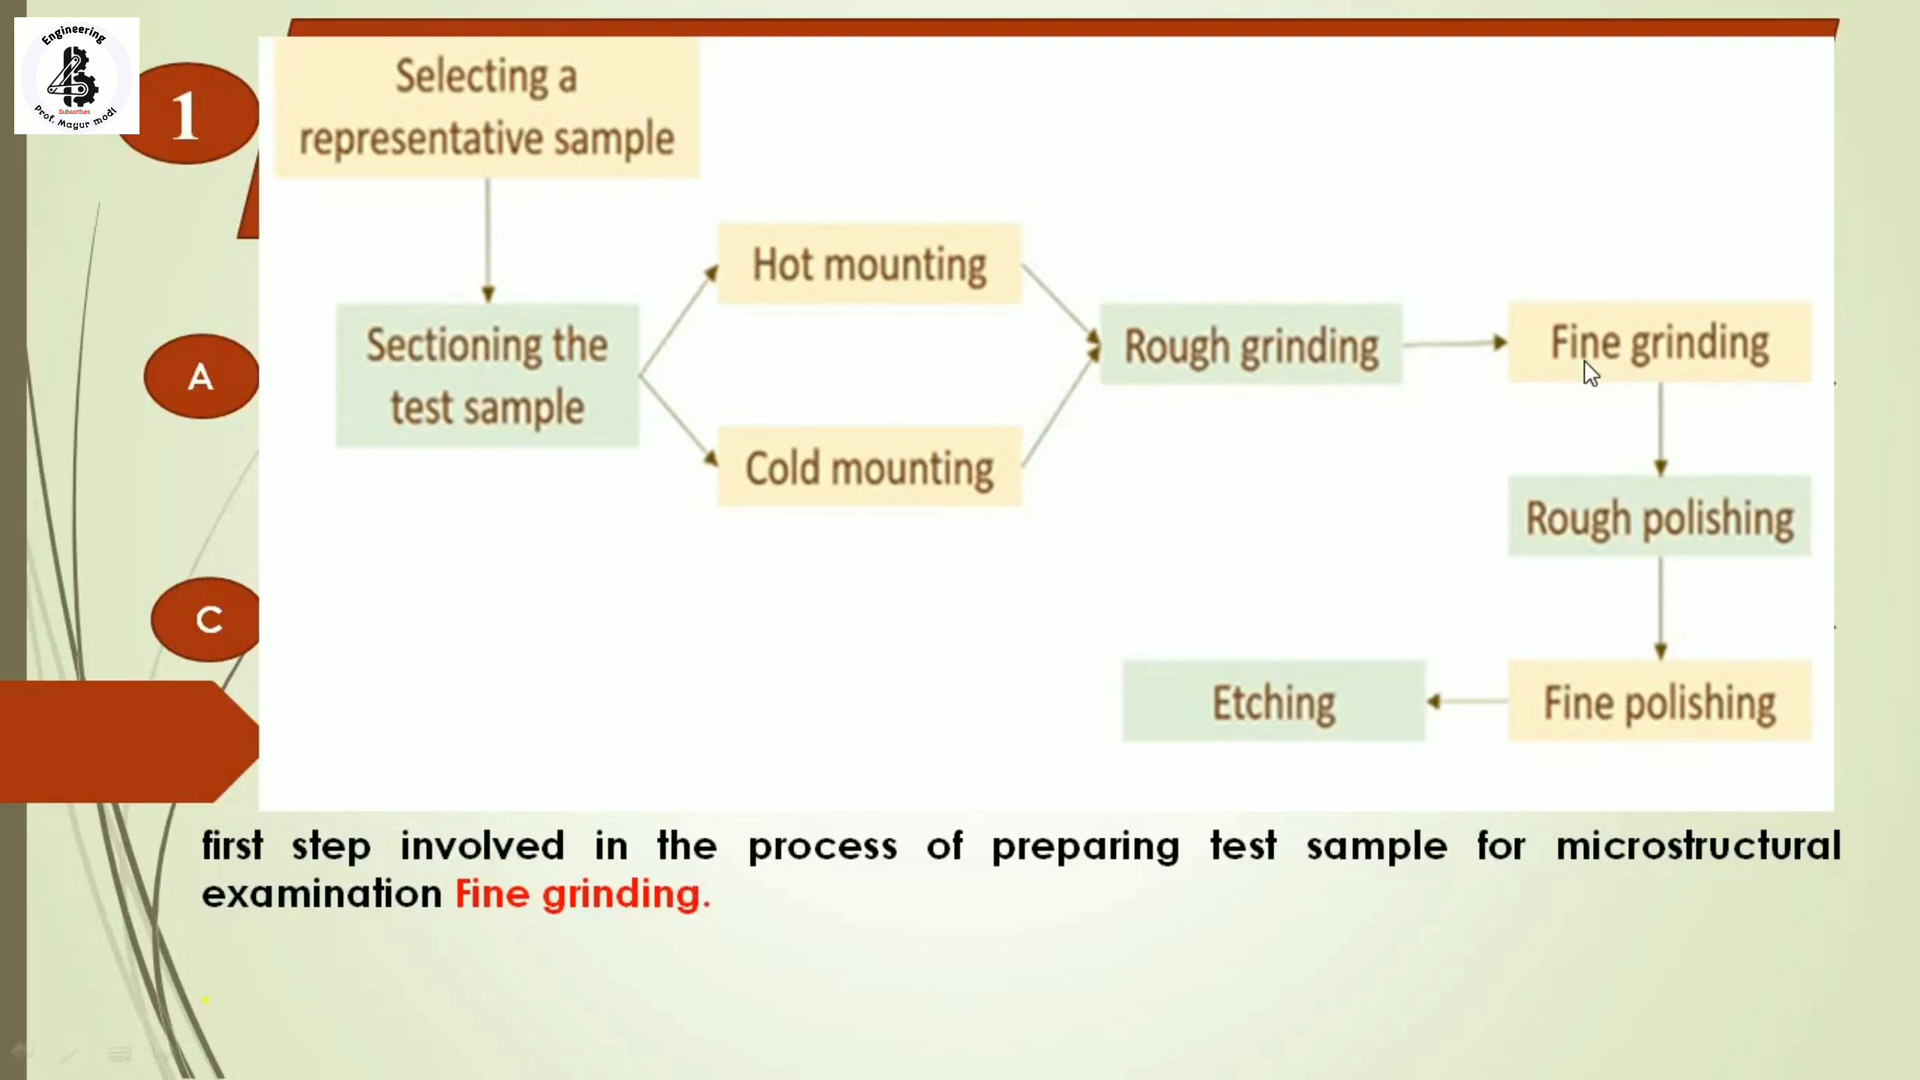 Engineering
Subscribes
Prof. Mayur modi
1
Selecting a
representative sample
Hot mounting
Sectioning the
test sample
Rough grinding
Fine grinding
A
Cold mounting
Rough polishing
C
Etching
Fine polishing
first step involved in the process of preparing test sample for microstructural
examination Fine grinding.